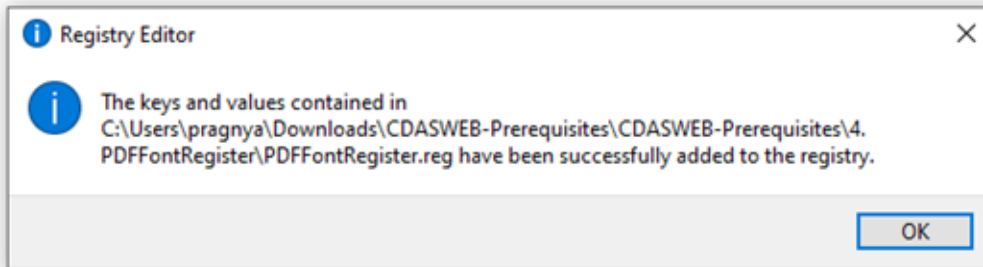 Registry Editor
The keys and values contained in
C:\Users\pragnya\Downloads\CDASWEB-Prerequisites\CDASWEB-Prerequisites\4.
PDFFontRegister\PDFFontRegister.reg have been successfully added to the registry.
OK